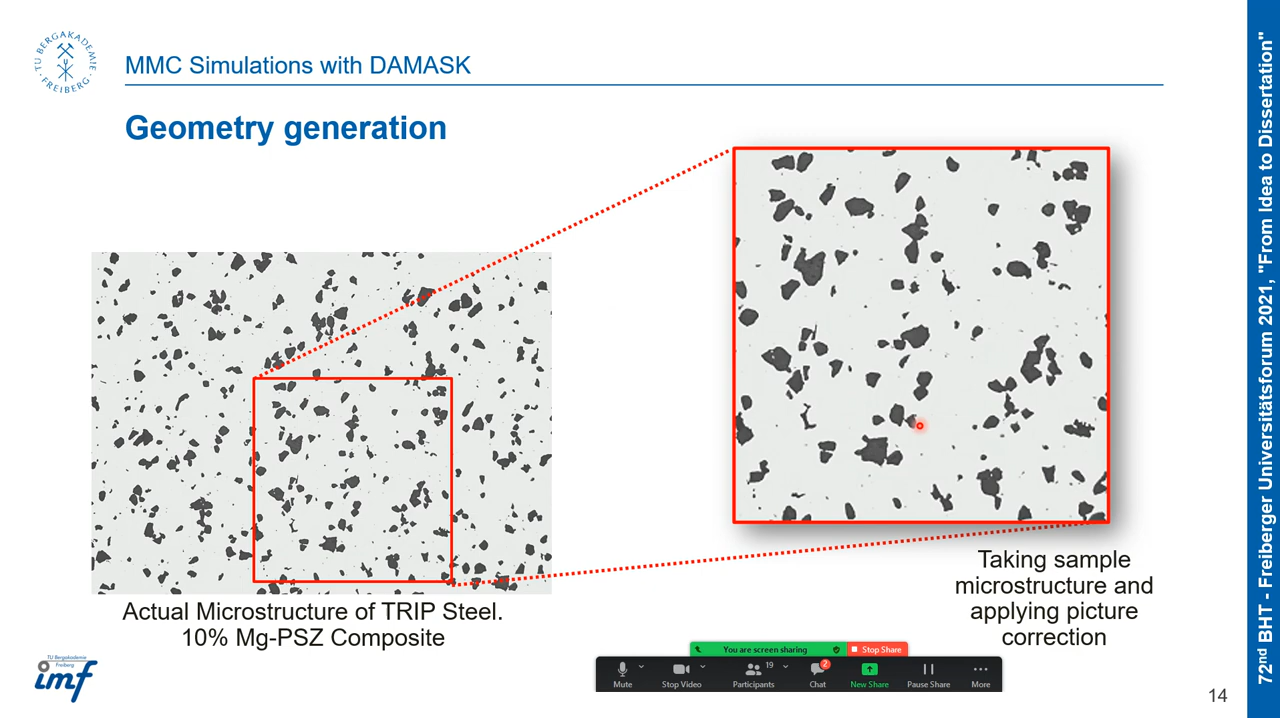 TU BERGAKADEMIE
· FREIBERG ·
MMC Simulations with DAMASK
Geometry generation
Actual Microstructure of TRIP Steel.
10% Mg-PSZ Composite
Taking sample
microstructure and
applying picture
correction
TU Bergakademie
Freiberg
imf
You are screen sharing
Stop Share
Mute
Stop Video
19
Participants
2
Chat
New Share
Pause Share
More
14
72nd BHT - Freiberger Universitätsforum 2021, "From Idea to Dissertation"